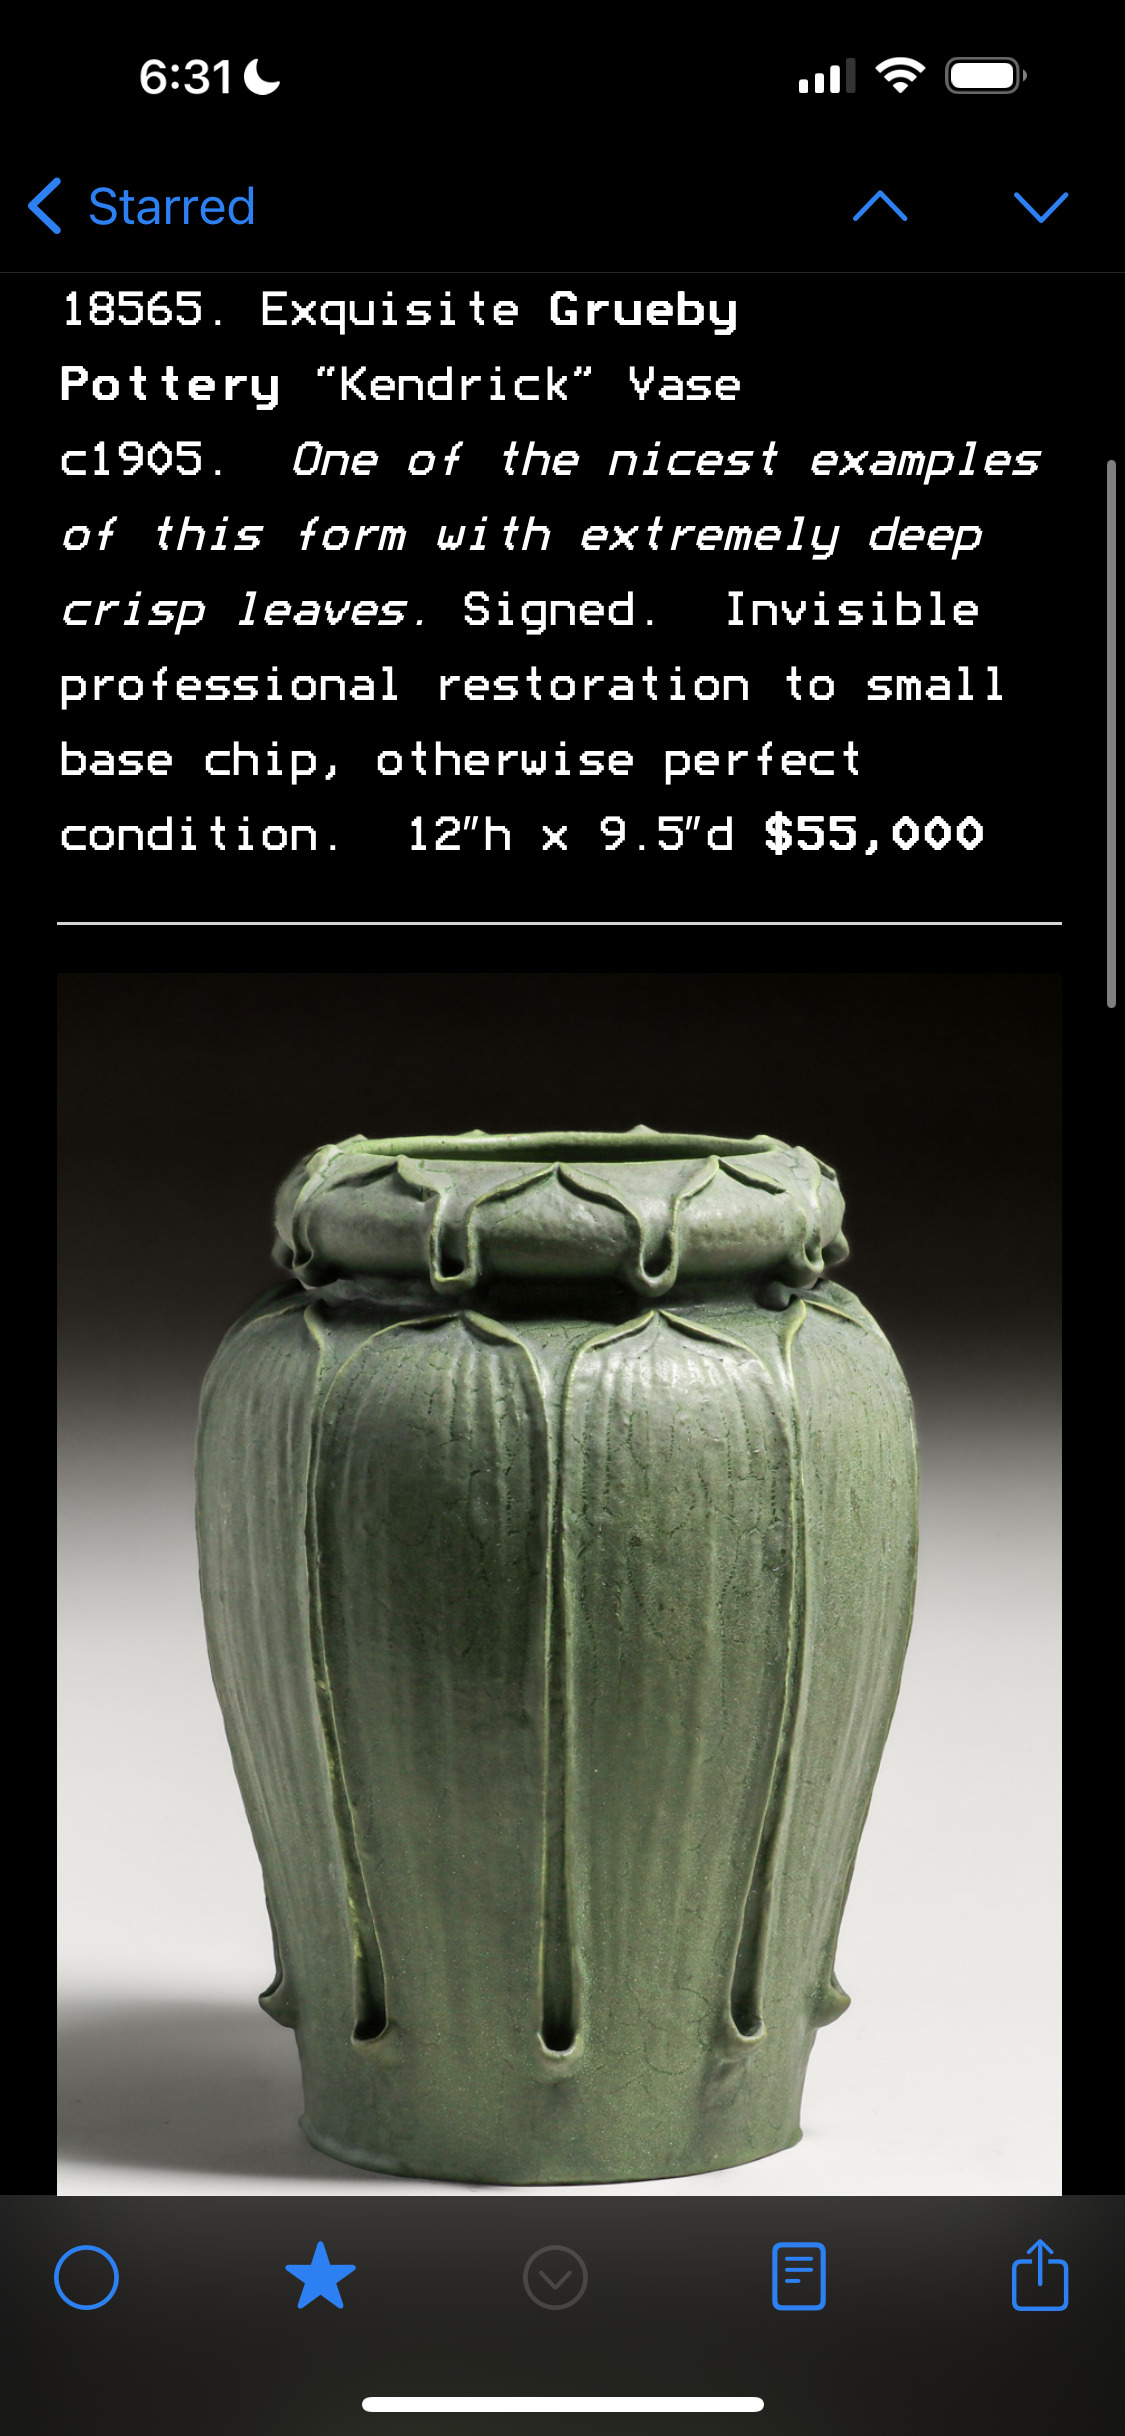 6:31
Starred
18565. Exquisite Grueby
Pottery “Kendrick” Vase
c1905.  One of the nicest examples
of this form with extremely deep
crisp leaves. Signed.  Invisible
professional restoration to small
base chip, otherwise perfect
condition.  12"h x 9.5"d $55,000